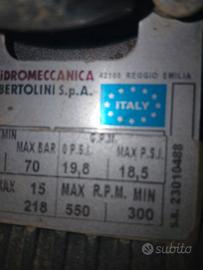 IDROMECCANICA
BERTOLINI S.p.A.
42100 REGGIO EMILIA
ITALY
MIN
G.P.M.
MAX BAR 0 P.S.I. MAX P.S.I.
70 19,8 18,5
MAX 15 MAX R.P.M. MIN
218 550 300
S.N. 23010488
subito